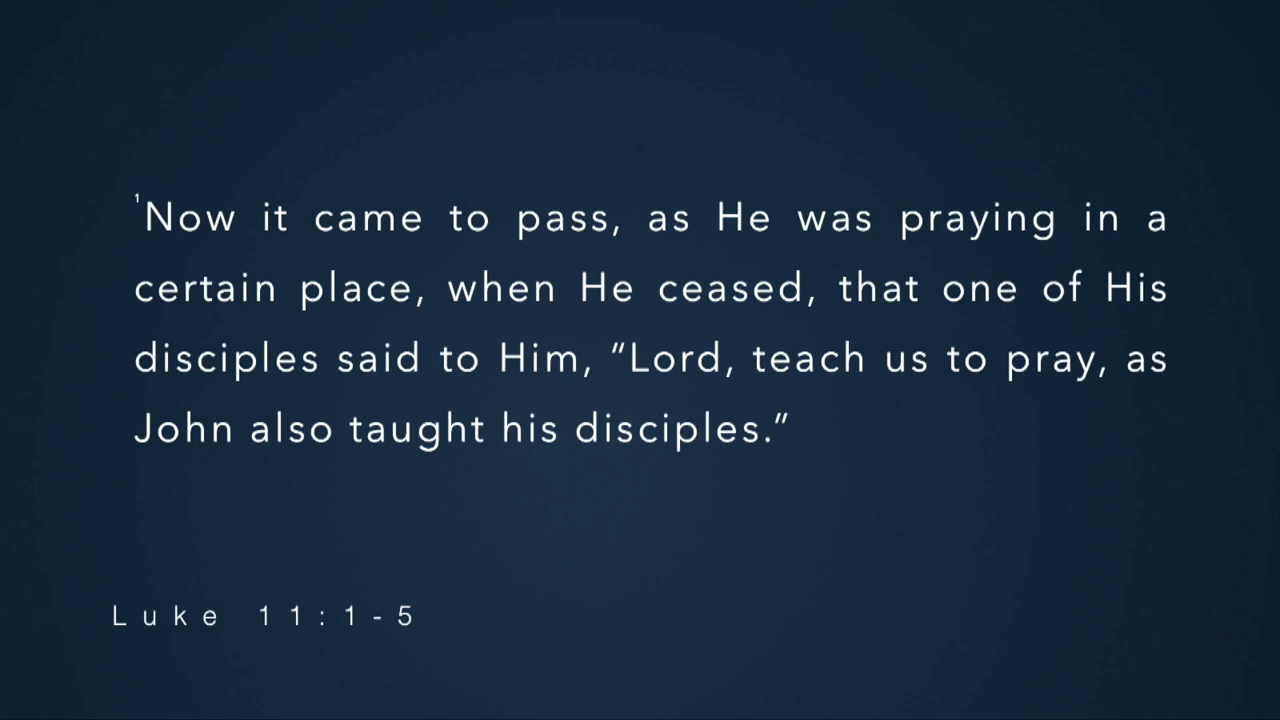 ¹Now it came to pass, as He was praying in a
certain place, when He ceased, that one of His
disciples said to Him, “Lord, teach us to pray, as
John also taught his disciples.”
Luke 11:1-5